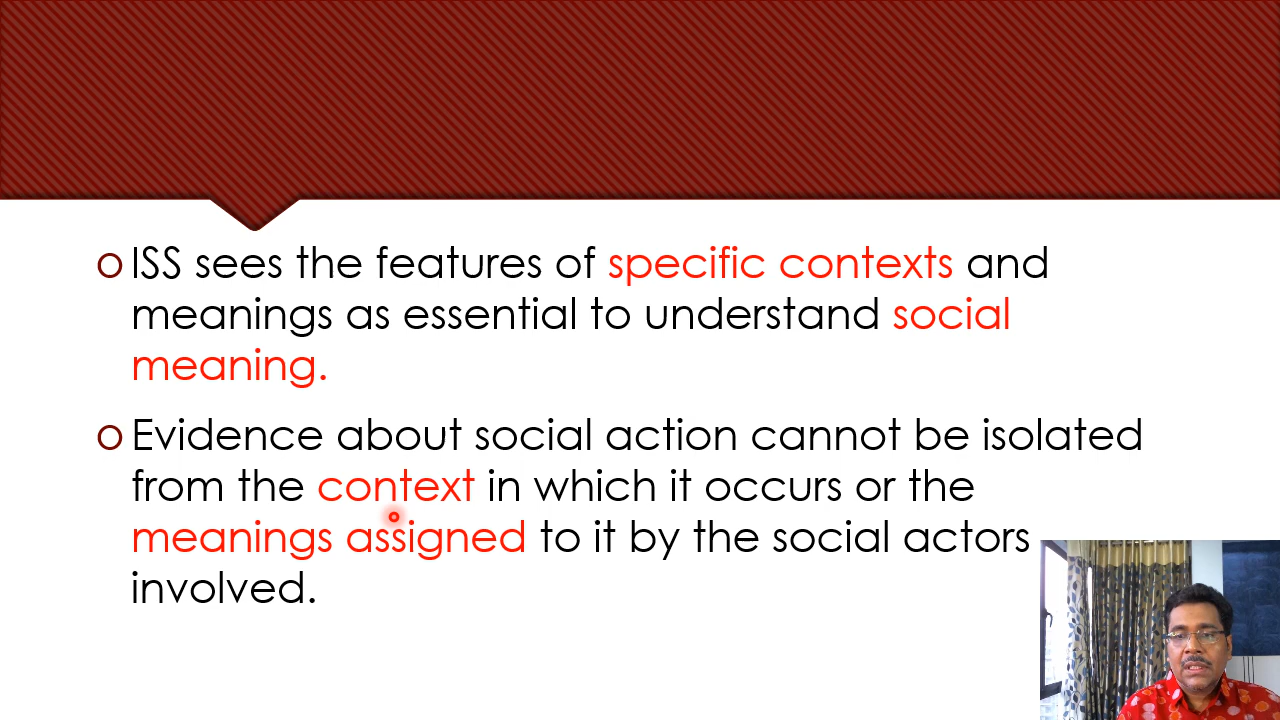 ISS sees the features of specific contexts and
meanings as essential to understand social
meaning.
Evidence about social action cannot be isolated
from the context in which it occurs or the
meanings assigned to it by the social actors
involved.